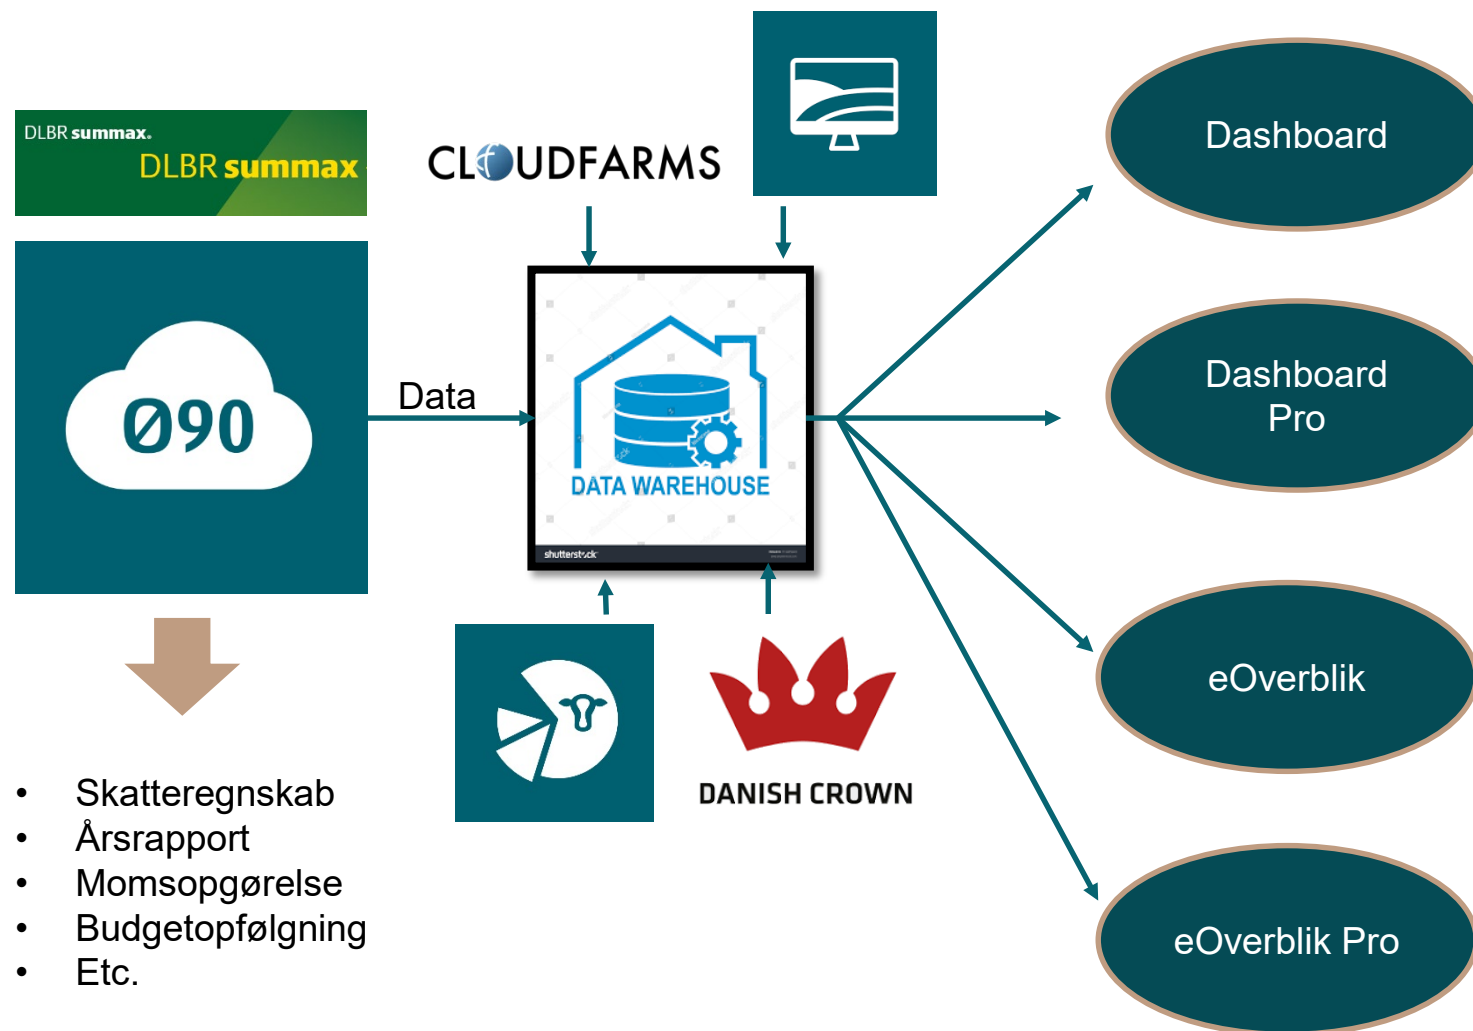 DLBR summax.
DLBR summax
CLOUDFARMS
Ø90
Data
DATA WAREHOUSE
shutterstock
DANISH CROWN
• Skatteregnskab
• Årsrapport
• Momsopgørelse
• Budgetopfølgning
• Etc.
Dashboard
Dashboard
Pro
eOverblik
eOverblik Pro